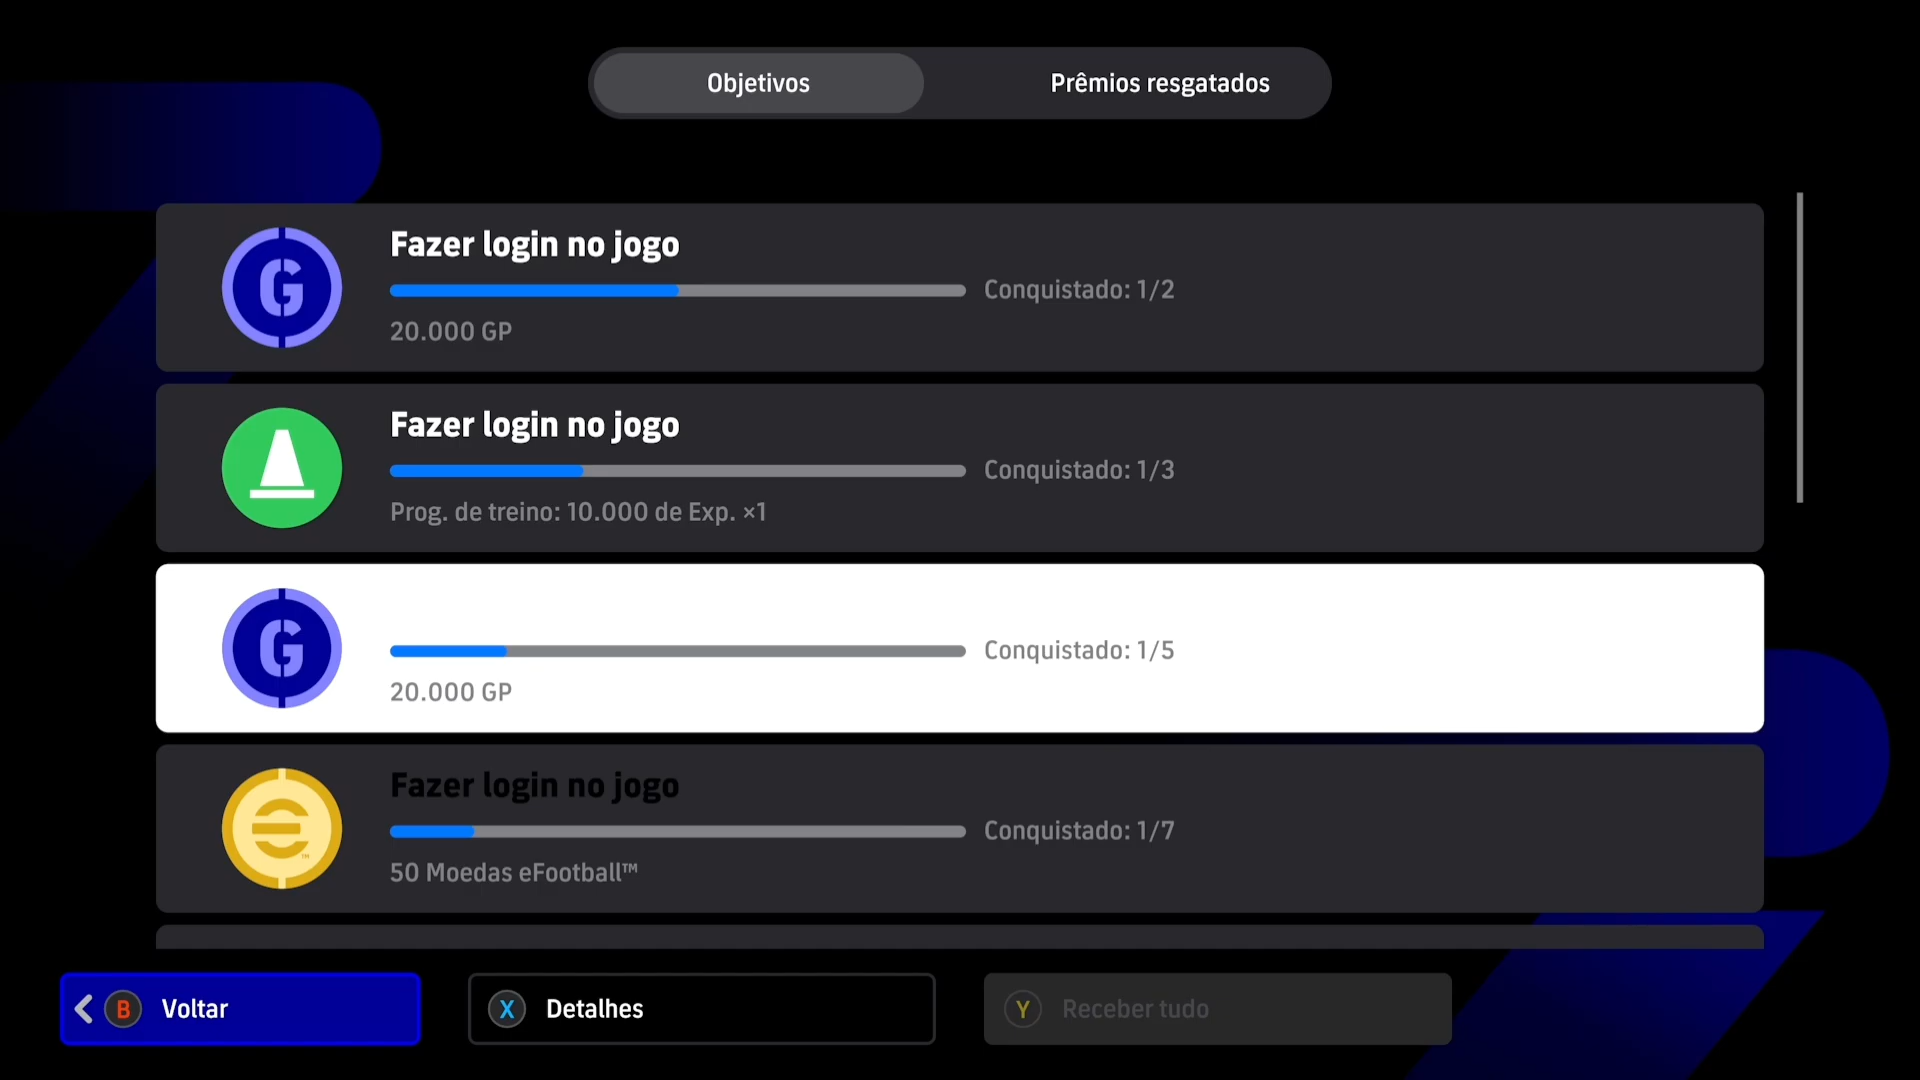 Objetivos
Prêmios resgatados
Fazer login no jogo
Conquistado: 1/2
20.000 GP
Fazer login no jogo
Conquistado: 1/3
Prog. de treino: 10.000 de Exp. ×1
Conquistado: 1/5
20.000 GP
Fazer login no jogo
Conquistado: 1/7
50 Moedas eFootball™
B Voltar
X Detalhes
Y Receber tudo